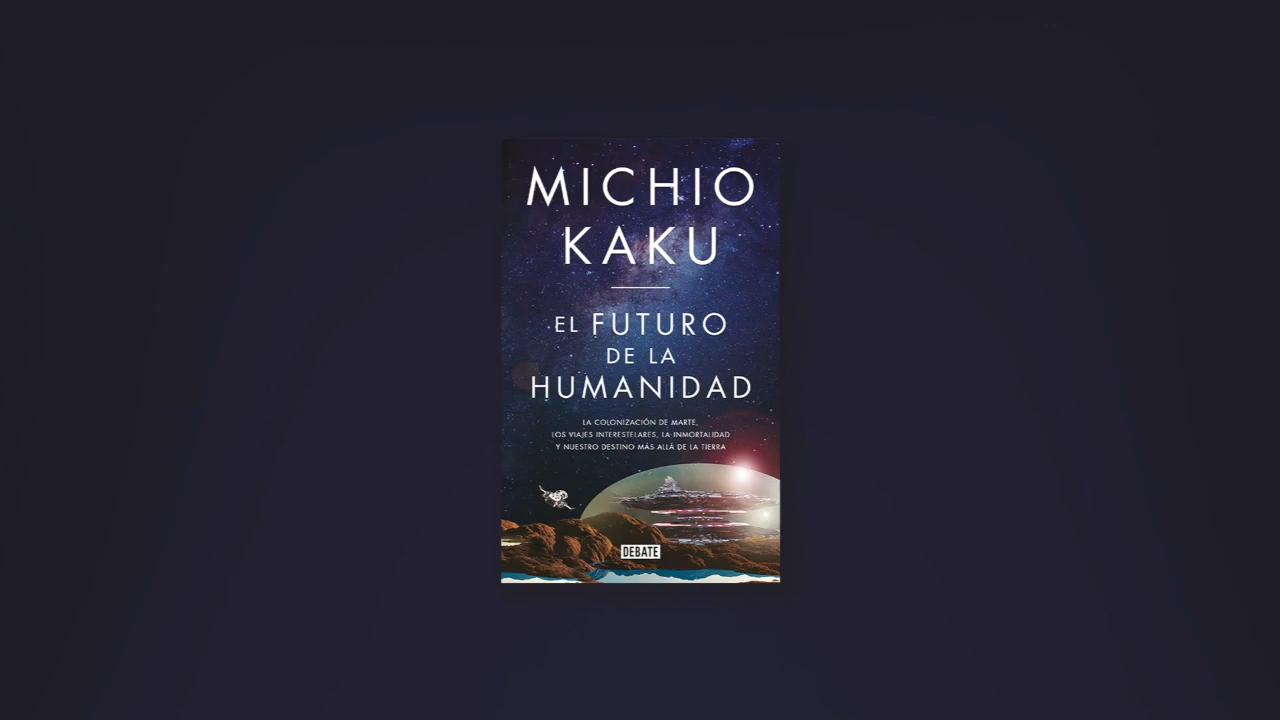 MICHIO
KAKU
EL FUTURO
DE LA
HUMANIDAD
LA COLONIZACIÓN DE MARTE,
LOS VIAJES INTERESTELARES, LA INMORTALIDAD
Y NUESTRO DESTINO MÁS ALLÁ DE LA TIERRA
DEBATE